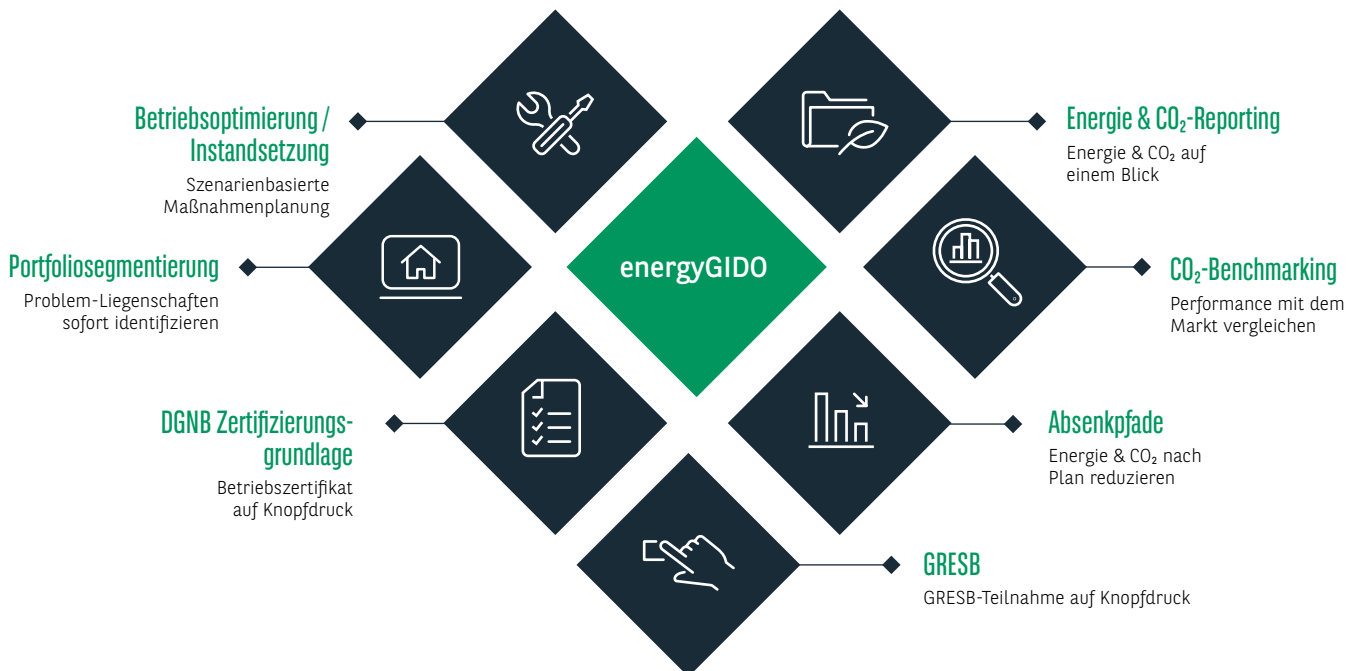 Betriebsoptimierung /
Instandsetzung
Szenarienbasierte
Maßnahmenplanung
Portfoliosegmentierung
Problem-Liegenschaften
sofort identifizieren
DGNB Zertifizierungs-
grundlage
Betriebszertifikat
auf Knopfdruck
energyGIDO
Energie & CO₂-Reporting
Energie & CO₂ auf
einem Blick
CO₂-Benchmarking
Performance mit dem
Markt vergleichen
Absenkpfade
Energie & CO₂ nach
Plan reduzieren
GRESB
GRESB-Teilnahme auf Knopfdruck